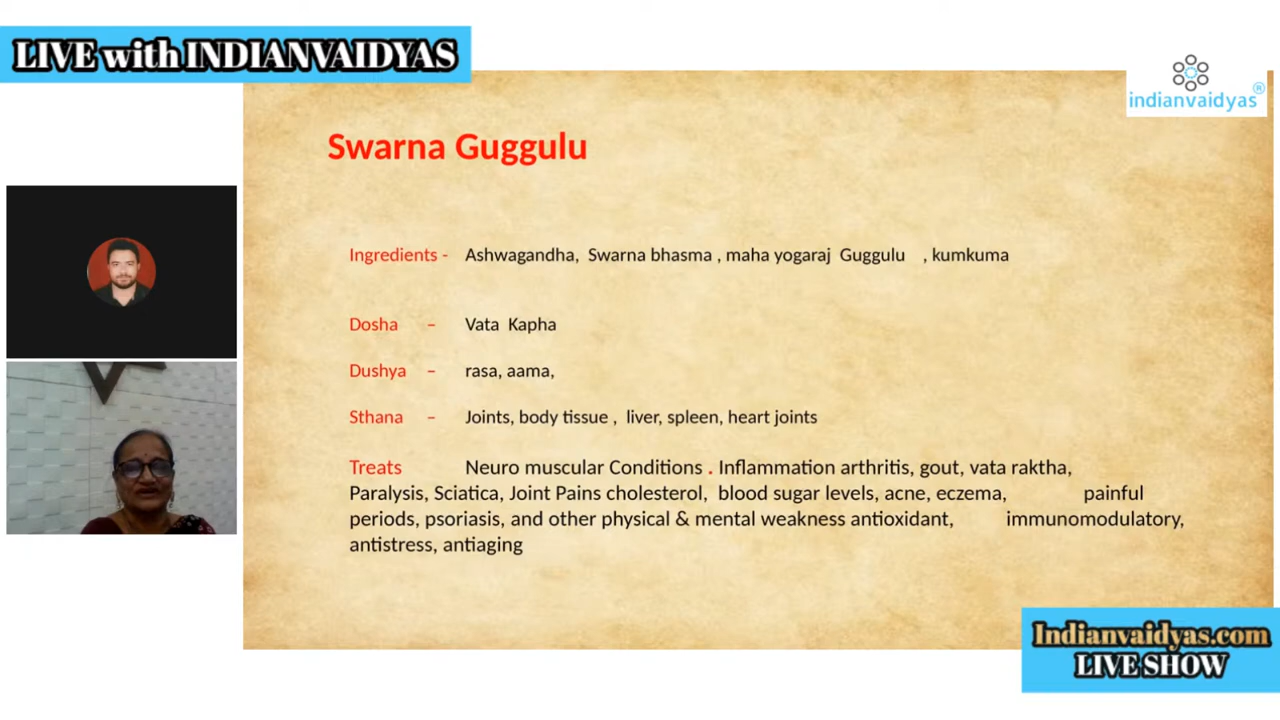 LIVE with INDIANVAIDYAS
indianvaidyas®
Swarna Guggulu
Ingredients - Ashwagandha, Swarna bhasma , maha yogaraj Guggulu , kumkuma
Dosha – Vata Kapha
Dushya – rasa, aama,
Sthana – Joints, body tissue , liver, spleen, heart joints
Treats Neuro muscular Conditions . Inflammation arthritis, gout, vata raktha,
Paralysis, Sciatica, Joint Pains cholesterol, blood sugar levels, acne, eczema, painful
periods, psoriasis, and other physical & mental weakness antioxidant, immunomodulatory,
antistress, antiaging
Indianvaidyas.com
LIVE SHOW